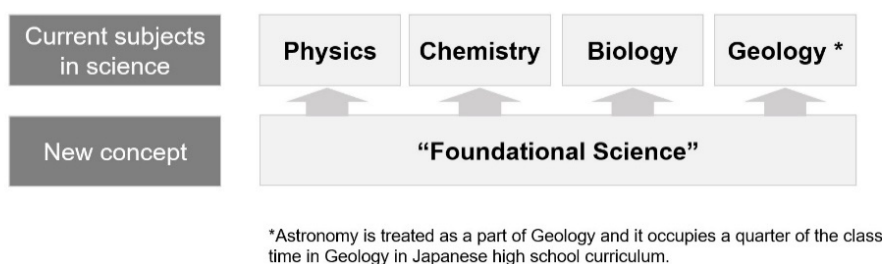 Current subjects
in science
Physics
Chemistry
Biology
Geology *
New concept
“Foundational Science”
*Astronomy is treated as a part of Geology and it occupies a quarter of the class
time in Geology in Japanese high school curriculum.